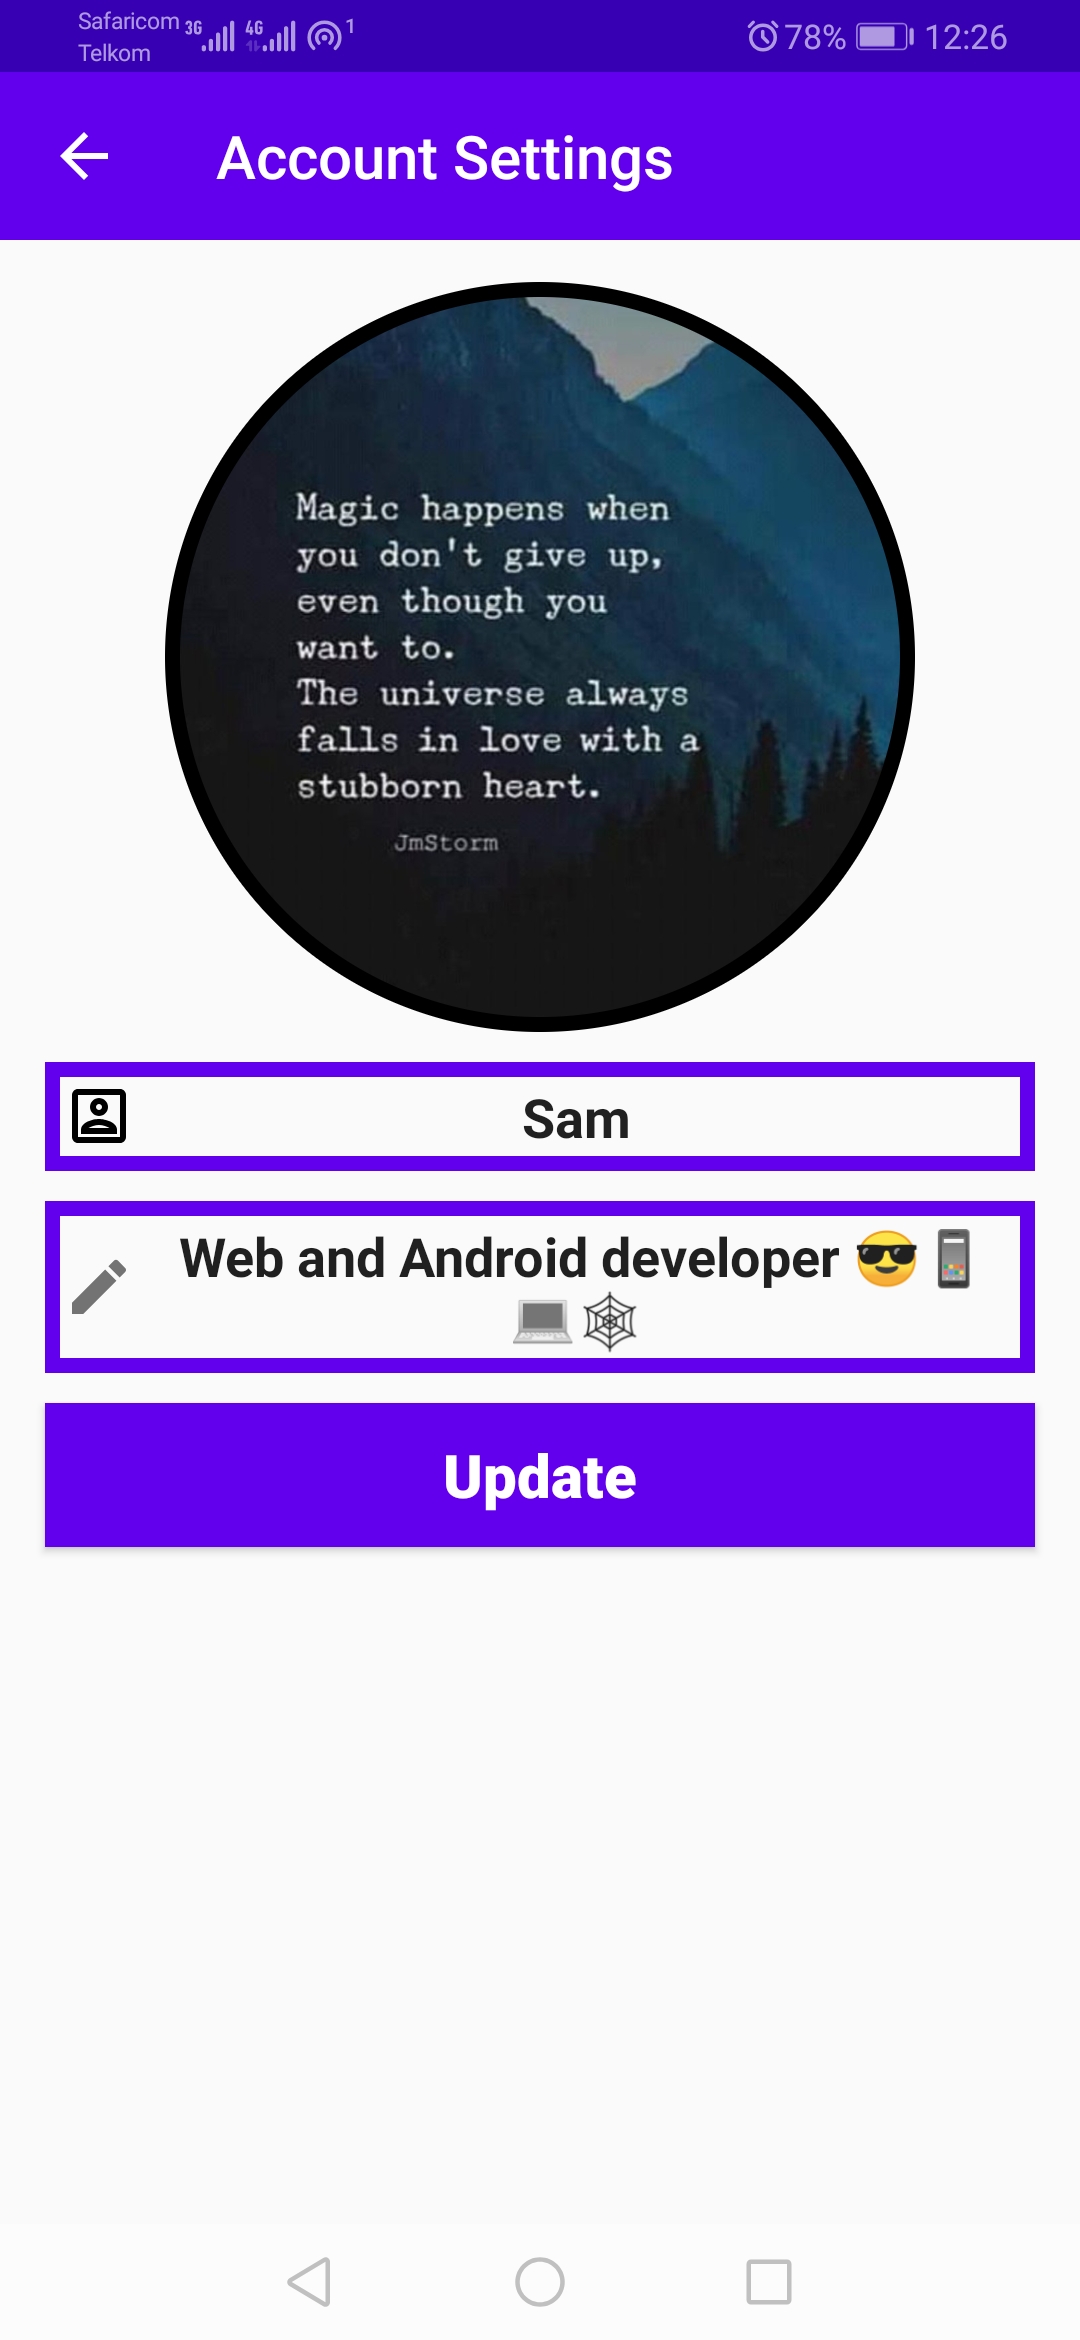 Safaricom 3G 4G 1 78% 12:26
Telkom
Account Settings
Magic happens when
you don't give up,
even though you
want to.
The universe always
falls in love with a
stubborn heart.
JmStorm
Sam
Web and Android developer 😎📱
💻🕸
Update